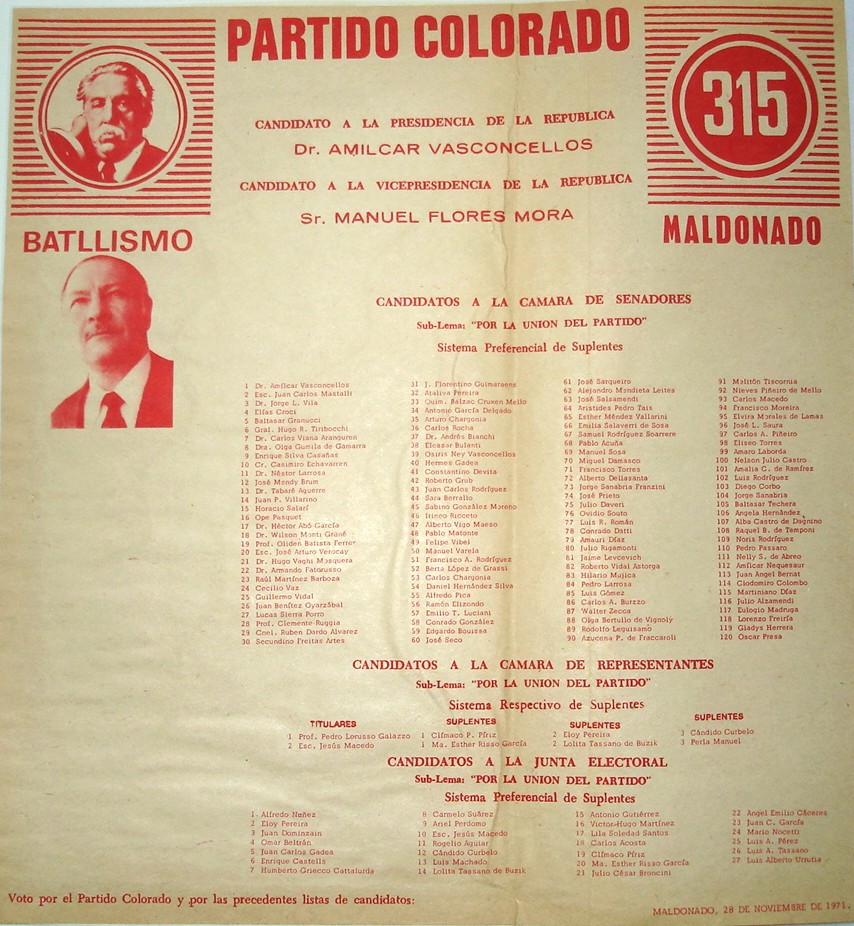 PARTIDO COLORADO
315
CANDIDATO A LA PRESIDENCIA DE LA REPUBLICA
Dr. AMILCAR VASCONCELLOS
CANDIDATO A LA VICEPRESIDENCIA DE LA REPUBLICA
Sr. MANUEL FLORES MORA
BATLLISMO
MALDONADO
CANDIDATOS A LA CAMARA DE SENADORES
Sub-Lema: "POR LA UNION DEL PARTIDO"
Sistema Preferencial de Suplentes
1 Dr. Amílcar Vasconcellos
2 Esc. Juan Carlos Mastalli
3 Dr. Jorge L. Vila
4 Elías Croci
5 Baltasar Granucci
6 Gral. Hugo R. Tiribocchi
7 Dr. Carlos Viana Aranguren
8 Dra. Olga Gumila de Gamarra
9 Enrique Silva Casañas
10 Cr. Casimiro Echavarren
11 Dr. Néstor Larrosa
12 José Mendy Brum
13 Dr. Tabaré Aguerre
14 Juan P. Villarino
15 Horacio Salarí
16 Ope Pasquet
17 Dr. Héctor Abó García
18 Dr. Wilson Monti Grané
19 Prof. Oliden Batista Ferrer
20 Esc. José Arturo Verocay
21 Dr. Hugo Vaghi Mosquera
22 Dr. Armando Fatorusso
23 Raúl Martínez Barboza
24 Cecilio Vaz
25 Guillermo Vidal
26 Juan Benítez Oyarzábal
27 Lucas Sierra Porro
28 Prof. Clemente Ruggia
29 Cnel. Ruben Dardo Alvarez
30 Secundino Freitas Artes
31 J. Florentino Guimaraens
32 Ataliva Pereira
33 Quím. Balzac Cruxen Mello
34 Antonio García Delgado
35 Arturo Chargonia
36 Carlos Rocha
37 Dr. Andrés Bianchi
38 Eleazar Bulanti
39 Osiris Ney Vasconcellos
40 Hermes Gadea
41 Constantino Devita
42 Roberto Grub
43 Juan Carlos Rodríguez
44 Sara Berrallo
45 Sabino González Moreno
46 Irineo Ricceto
47 Alberto Vigo Maeso
48 Pablo Matonte
49 Felipe Vibel
50 Manuel Varela
51 Francisco A. Rodríguez
52 Berta López de Grassi
53 Carlos Chargonia
54 Daniel Hernández Silva
55 Alfredo Pica
56 Ramón Elizondo
57 Emilio T. Luciani
58 Conrado González
59 Edgardo Bouissa
60 José Seco
61 José Sarqueiro
62 Alejandro Mondieta Leites
63 José Salsamendi
64 Arístides Pedro Tais
65 Esther Méndez Vallarini
66 Emilia Salaverri de Sosa
67 Samuel Rodríguez Soarrere
68 Pablo Acuña
69 Manuel Sosa
70 Miguel Damasco
71 Francisco Torres
72 Alberto Dellasanta
73 Jorge Sanabria Franzini
74 José Prieto
75 Julio Daveri
76 Ovidio Souto
77 Luis R. Román
78 Conrado Datti
79 Amauri Díaz
80 Julio Rigamonti
81 Jaime Levcevich
82 Roberto Vidal Astorga
83 Hilario Mujica
84 Pedro Larrosa
85 Luis Gómez
86 Carlos A. Burzzo
87 Wálter Zecca
88 Olga Bertullo de Vignoly
89 Rodolfo Leguisamo
90 Azucena P. de Fraccaroli
91 Melitón Tiscornia
92 Nieves Piñeiro de Mello
93 Carlos Macedo
94 Francisco Moreira
95 Elvira Morales de Lamas
96 José L. Saura
97 Carlos A. Piñeiro
98 Eliseo Torres
99 Amaro Laborda
100 Nelson Julio Castro
101 Amalia C. de Ramírez
102 Luis Rodríguez
103 Diego Corbo
104 Jorge Sanabria
105 Baltasar Techera
106 Angela Hernández
107 Alba Castro de Dagnino
108 Raquel B. de Temponi
109 Noris Rodríguez
110 Pedro Passaro
111 Nelly S. de Abreo
112 Amílcar Nequesaur
113 Juan Angel Bernat
114 Clodomiro Colombo
115 Martiniano Díaz
116 Julio Alzamendi
117 Eulogio Madruga
118 Lorenzo Freiría
119 Gladys Herrera
120 Oscar Presa
CANDIDATOS A LA CAMARA DE REPRESENTANTES
Sub-Lema: "POR LA UNION DEL PARTIDO"
Sistema Respectivo de Suplentes
TITULARES
1 Prof. Pedro Lorusso Galazzo
2 Esc. Jesús Macedo
SUPLENTES
1 Clímaco P. Píriz
1 Ma. Esther Risso García
SUPLENTES
2 Eloy Pereira
2 Lolita Tassano de Buzik
SUPLENTES
3 Cándido Curbelo
3 Perla Manuel
CANDIDATOS A LA JUNTA ELECTORAL
Sub-Lema: "POR LA UNION DEL PARTIDO"
Sistema Preferencial de Suplentes
1 Alfredo Nuñez
2 Eloy Pereira
3 Juan Dominzain
4 Omar Beltrán
5 Juan Carlos Gadea
6 Enrique Castells
7 Humberto Griecco Cattalurda
8 Carmelo Suárez
9 Ariel Perdomo
10 Esc. Jesús Macedo
11 Rogelio Aguiar
12 Cándido Curbelo
13 Luis Machado
14 Lolita Tassano de Buzik
15 Antonio Gutiérrez
16 Víctor-Hugo Martínez
17 Lila Soledad Santos
18 Carlos Acosta
19 Clímaco Píriz
20 Ma. Esther Risso García
21 Julio César Broncini
22 Angel Emilio Cáceres
23 Juan C. García
24 Mario Nocetti
25 Luis A. Pérez
26 Luis A. Tassano
27 Luis Alberto Urrutia
Voto por el Partido Colorado y por las precedentes listas de candidatos:
MALDONADO, 28 DE NOVIEMBRE DE 1971.